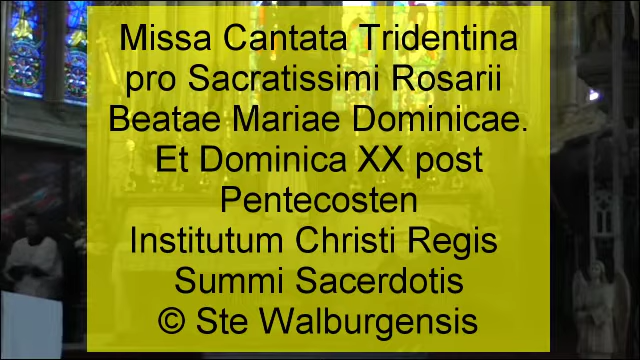 Missa Cantata Tridentina
pro Sacratissimi Rosarii
Beatae Mariae Dominicae.
Et Dominica XX post
Pentecosten
Institutum Christi Regis
Summi Sacerdotis
© Ste Walburgensis